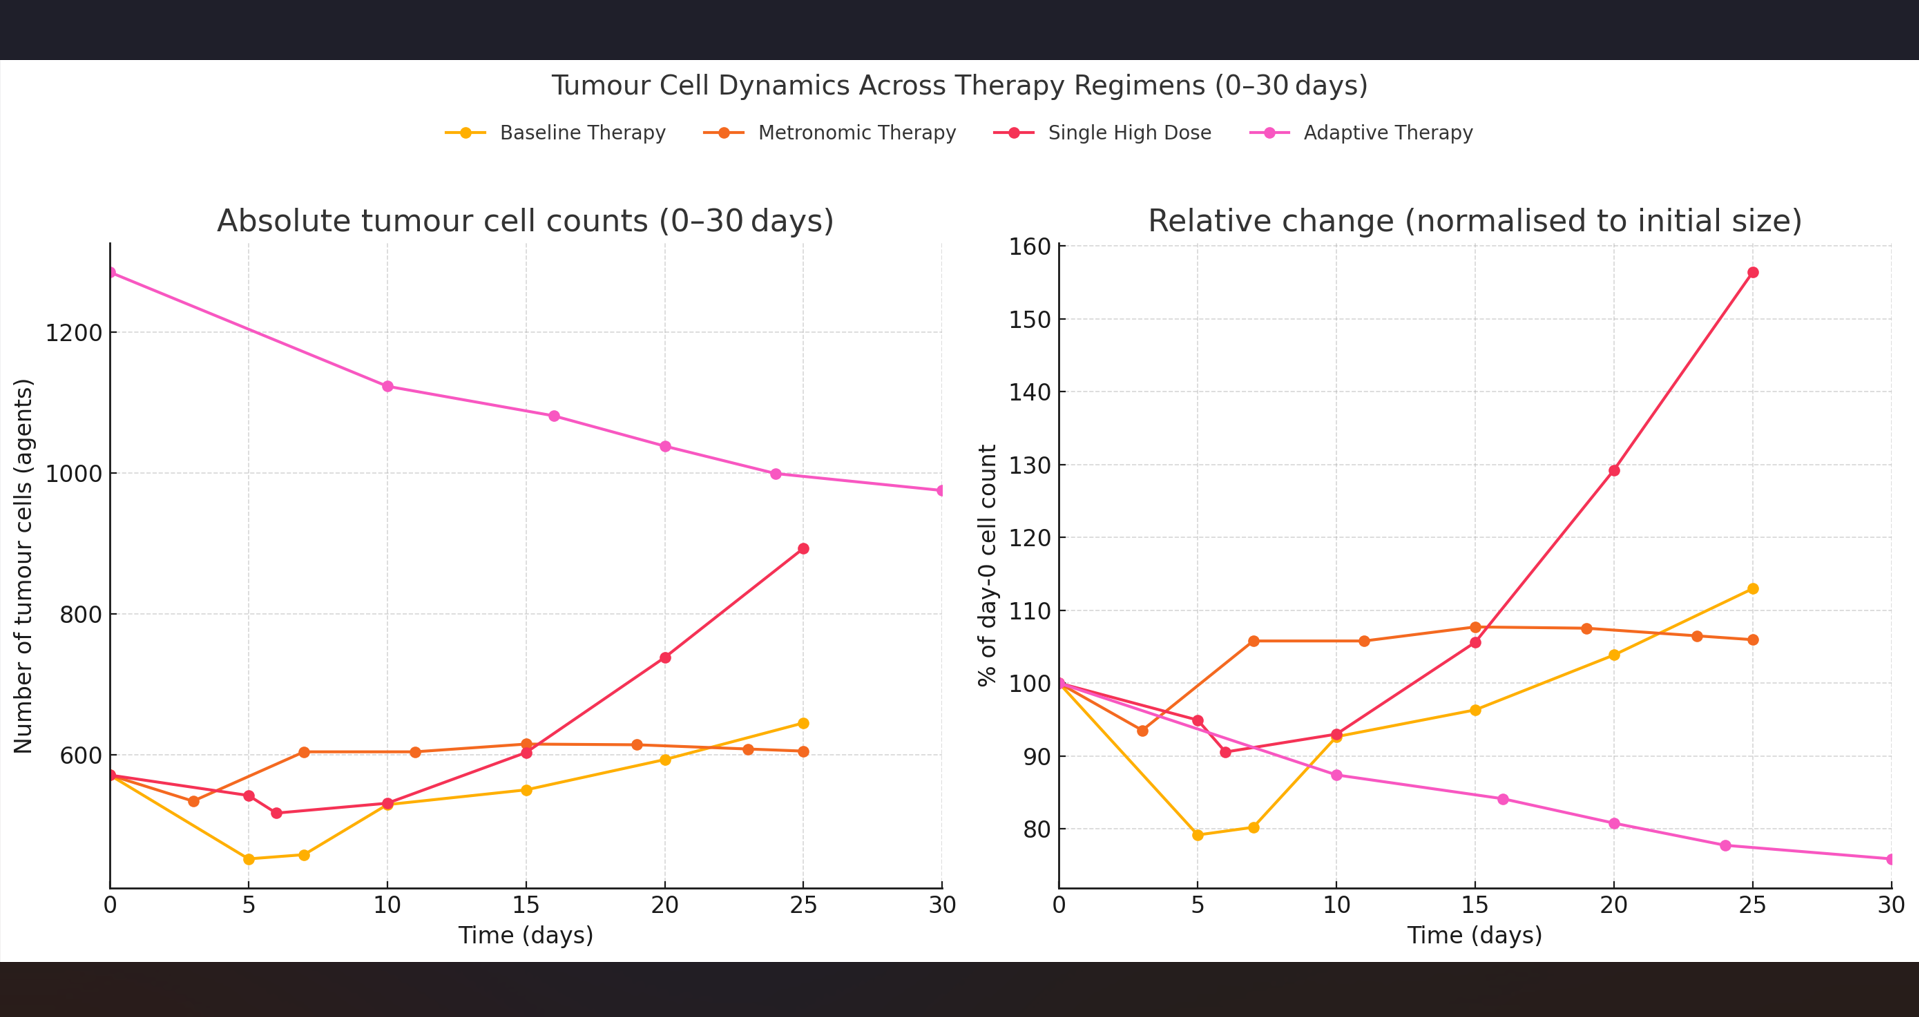 Tumour Cell Dynamics Across Therapy Regimens (0–30 days)
Baseline Therapy Metronomic Therapy Single High Dose Adaptive Therapy
Absolute tumour cell counts (0–30 days)
Number of tumour cells (agents)
1200
1000
800
600
0 5 10 15 20 25 30
Time (days)
Relative change (normalised to initial size)
% of day-0 cell count
160
150
140
130
120
110
100
90
80
0 5 10 15 20 25 30
Time (days)